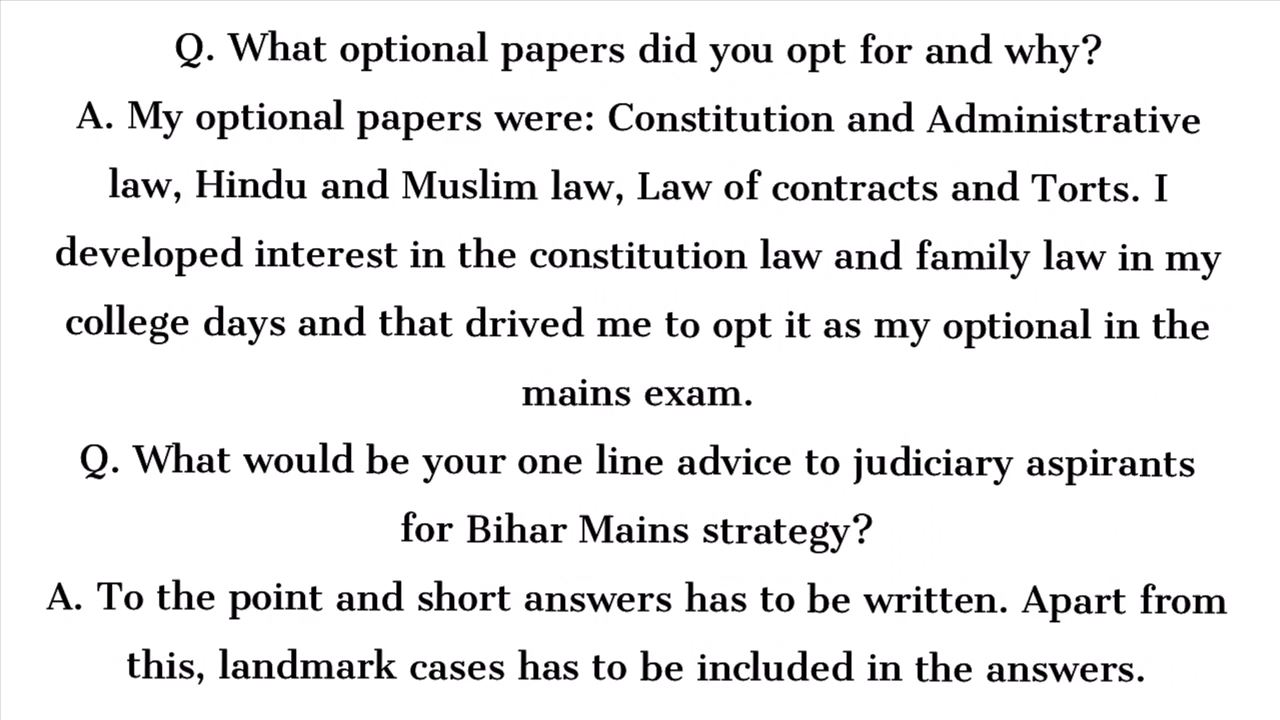 Q. What optional papers did you opt for and why?
A. My optional papers were: Constitution and Administrative
law, Hindu and Muslim law, Law of contracts and Torts. I
developed interest in the constitution law and family law in my
college days and that drived me to opt it as my optional in the
mains exam.
Q. What would be your one line advice to judiciary aspirants
for Bihar Mains strategy?
A. To the point and short answers has to be written. Apart from
this, landmark cases has to be included in the answers.